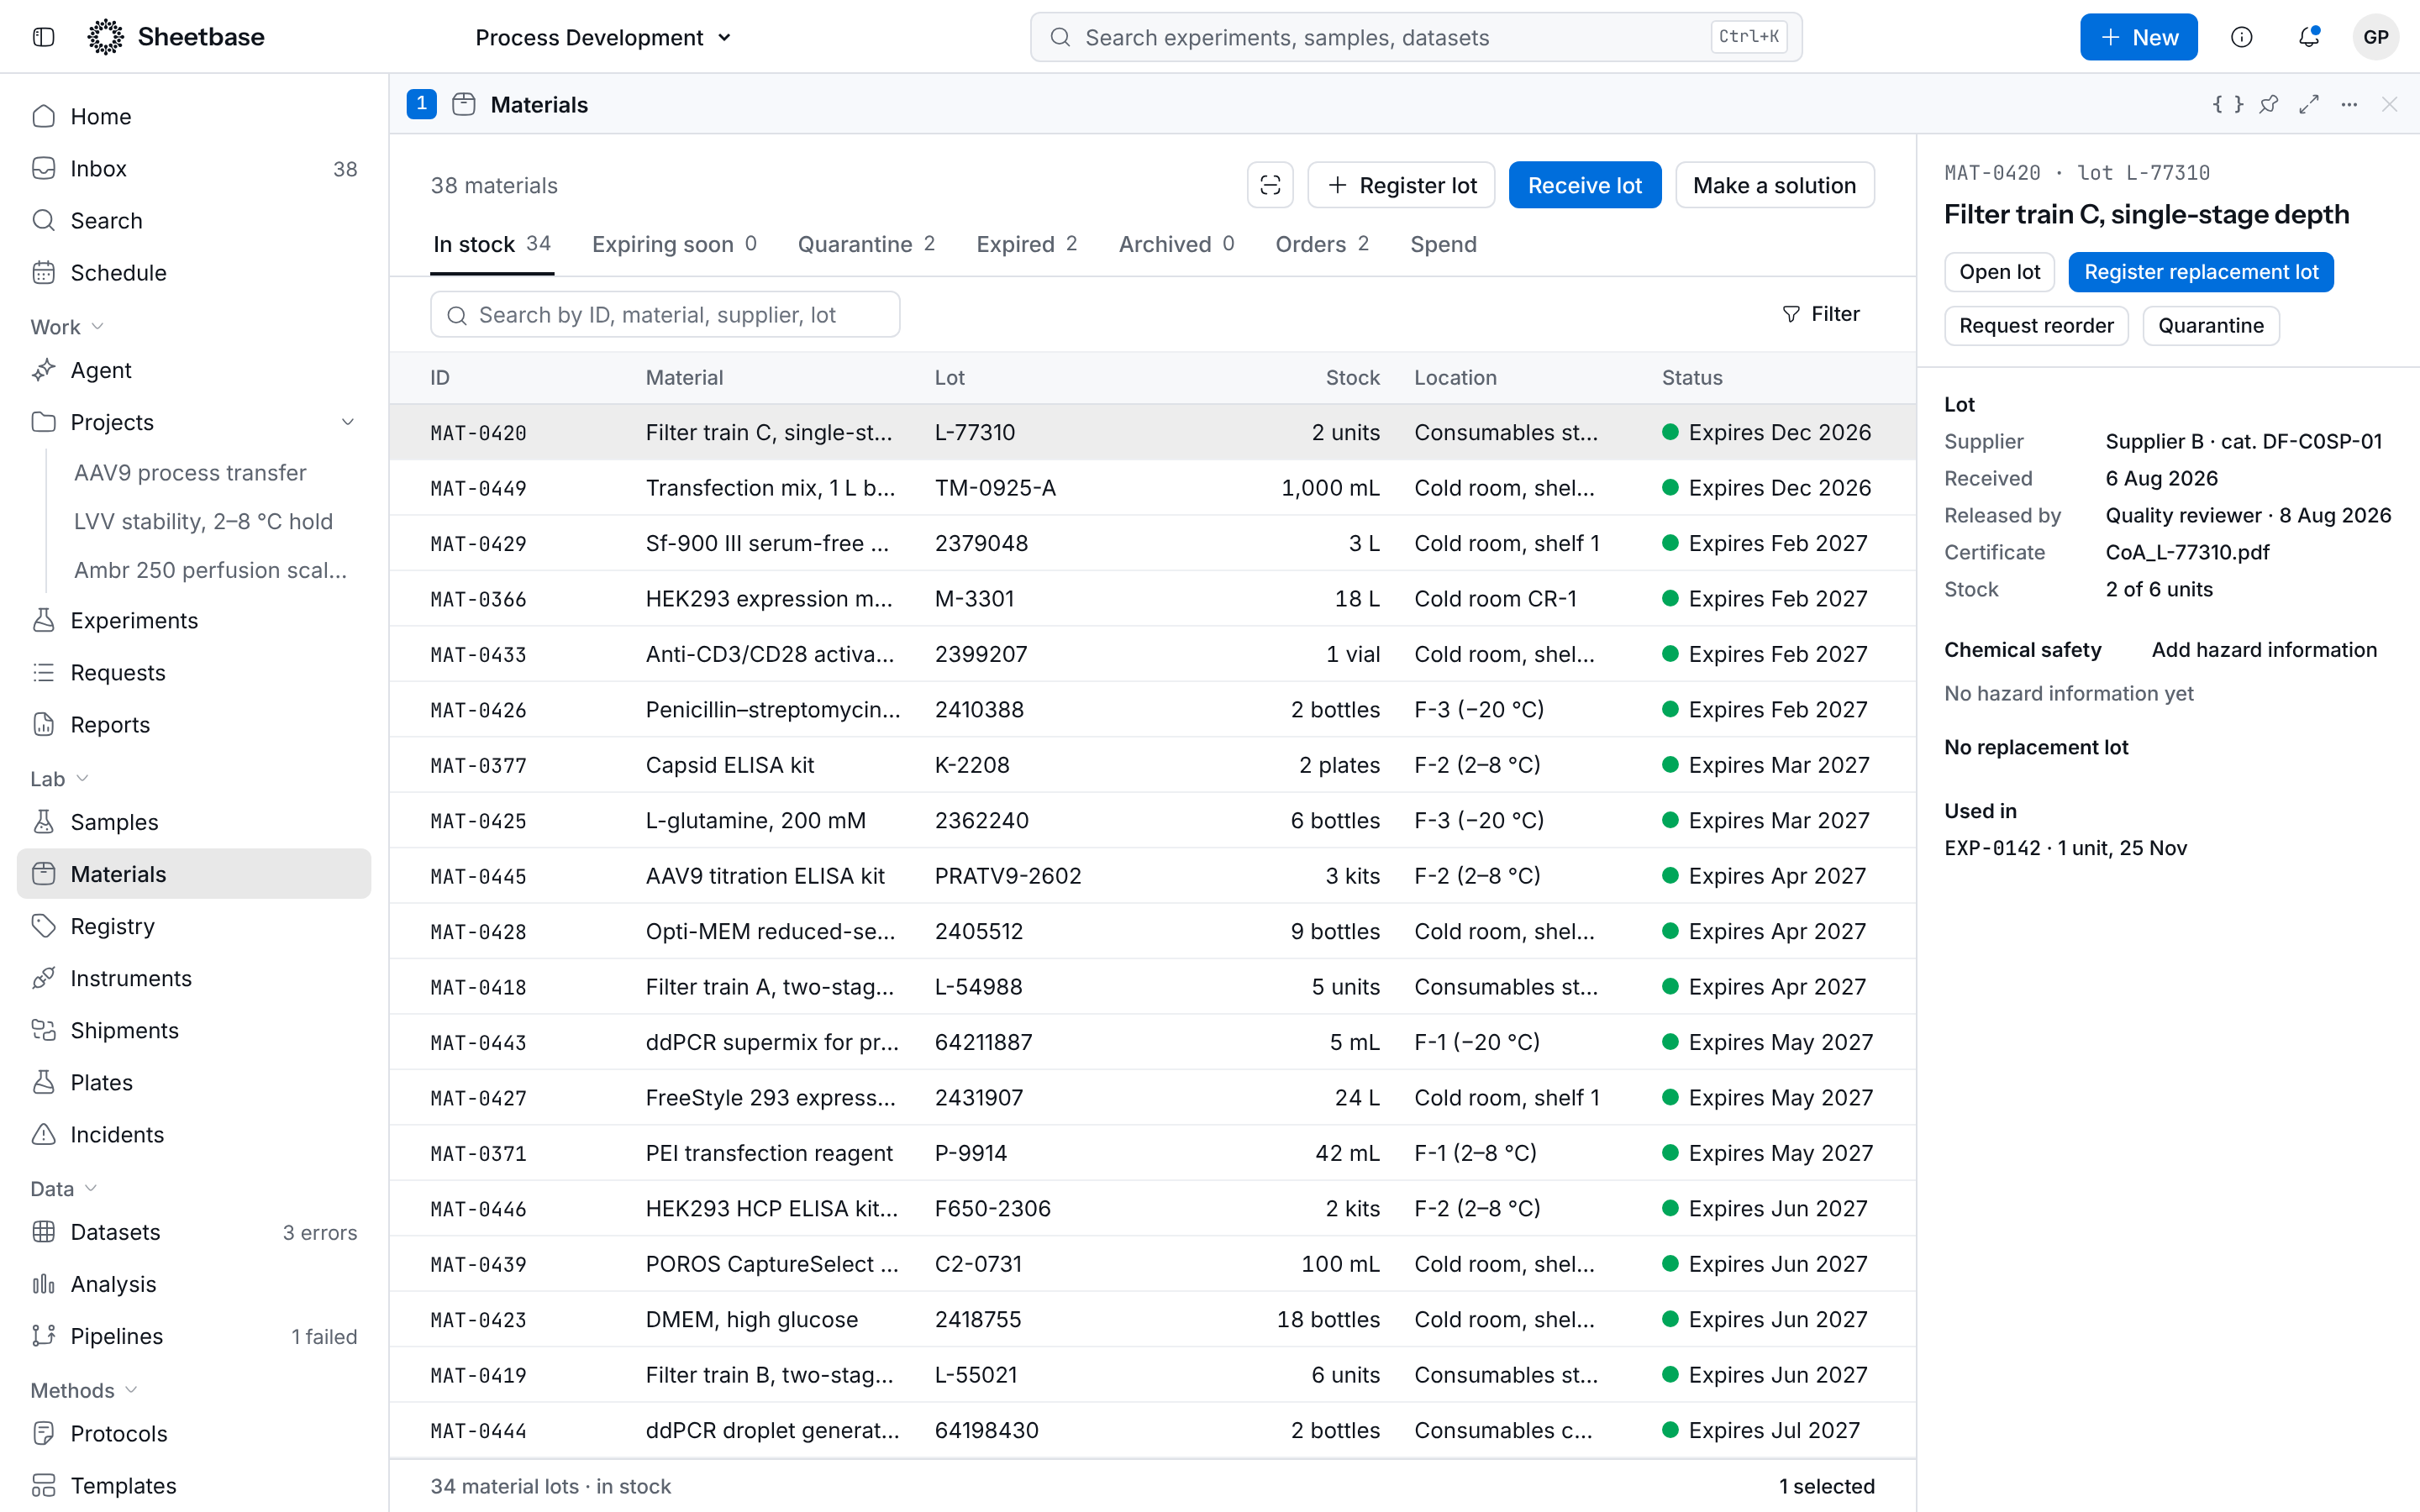 Sheetbase
Process Development
Search experiments, samples, datasets
Ctrl+K
New
GP
Home
Inbox 38
Search
Schedule
Work
Agent
Projects
AAV9 process transfer
LVV stability, 2–8 °C hold
Ambr 250 perfusion scal...
Experiments
Requests
Reports
Lab
Samples
Materials
Registry
Instruments
Shipments
Plates
Incidents
Data
Datasets 3 errors
Analysis
Pipelines 1 failed
Methods
Protocols
Templates
1 Materials
{ }
38 materials
Register lot
Receive lot
Make a solution
In stock 34 Expiring soon 0 Quarantine 2 Expired 2 Archived 0 Orders 2 Spend
Search by ID, material, supplier, lot
Filter
ID Material Lot Stock Location Status
MAT-0420 Filter train C, single-st... L-77310 2 units Consumables st... Expires Dec 2026
MAT-0449 Transfection mix, 1 L b... TM-0925-A 1,000 mL Cold room, shel... Expires Dec 2026
MAT-0429 Sf-900 III serum-free ... 2379048 3 L Cold room, shelf 1 Expires Feb 2027
MAT-0366 HEK293 expression m... M-3301 18 L Cold room CR-1 Expires Feb 2027
MAT-0433 Anti-CD3/CD28 activa... 2399207 1 vial Cold room, shel... Expires Feb 2027
MAT-0426 Penicillin–streptomycin... 2410388 2 bottles F-3 (−20 °C) Expires Feb 2027
MAT-0377 Capsid ELISA kit K-2208 2 plates F-2 (2–8 °C) Expires Mar 2027
MAT-0425 L-glutamine, 200 mM 2362240 6 bottles F-3 (−20 °C) Expires Mar 2027
MAT-0445 AAV9 titration ELISA kit PRATV9-2602 3 kits F-2 (2–8 °C) Expires Apr 2027
MAT-0428 Opti-MEM reduced-se... 2405512 9 bottles Cold room, shel... Expires Apr 2027
MAT-0418 Filter train A, two-stag... L-54988 5 units Consumables st... Expires Apr 2027
MAT-0443 ddPCR supermix for pr... 64211887 5 mL F-1 (−20 °C) Expires May 2027
MAT-0427 FreeStyle 293 express... 2431907 24 L Cold room, shelf 1 Expires May 2027
MAT-0371 PEI transfection reagent P-9914 42 mL F-1 (2–8 °C) Expires May 2027
MAT-0446 HEK293 HCP ELISA kit... F650-2306 2 kits F-2 (2–8 °C) Expires Jun 2027
MAT-0439 POROS CaptureSelect ... C2-0731 100 mL Cold room, shel... Expires Jun 2027
MAT-0423 DMEM, high glucose 2418755 18 bottles Cold room, shel... Expires Jun 2027
MAT-0419 Filter train B, two-stag... L-55021 6 units Consumables st... Expires Jun 2027
MAT-0444 ddPCR droplet generat... 64198430 2 bottles Consumables c... Expires Jul 2027
34 material lots · in stock
1 selected
MAT-0420 · lot L-77310
Filter train C, single-stage depth
Open lot
Register replacement lot
Request reorder
Quarantine
Lot
Supplier Supplier B · cat. DF-C0SP-01
Received 6 Aug 2026
Released by Quality reviewer · 8 Aug 2026
Certificate CoA_L-77310.pdf
Stock 2 of 6 units
Chemical safety Add hazard information
No hazard information yet
No replacement lot
Used in
EXP-0142 · 1 unit, 25 Nov